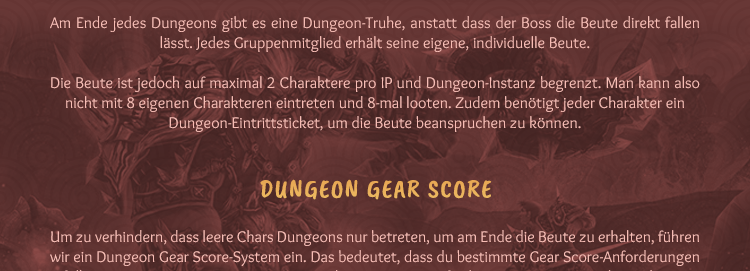 Am Ende jedes Dungeons gibt es eine Dungeon-Truhe, anstatt dass der Boss die Beute direkt fallen
lässt. Jedes Gruppenmitglied erhält seine eigene, individuelle Beute.
Die Beute ist jedoch auf maximal 2 Charaktere pro IP und Dungeon-Instanz begrenzt. Man kann also
nicht mit 8 eigenen Charakteren eintreten und 8-mal looten. Zudem benötigt jeder Charakter ein
Dungeon-Eintrittsticket, um die Beute beanspruchen zu können.
DUNGEON GEAR SCORE
Um zu verhindern, dass leere Chars Dungeons nur betreten, um am Ende die Beute zu erhalten, führen
wir ein Dungeon Gear Score-System ein. Das bedeutet, dass du bestimmte Gear Score-Anforderungen